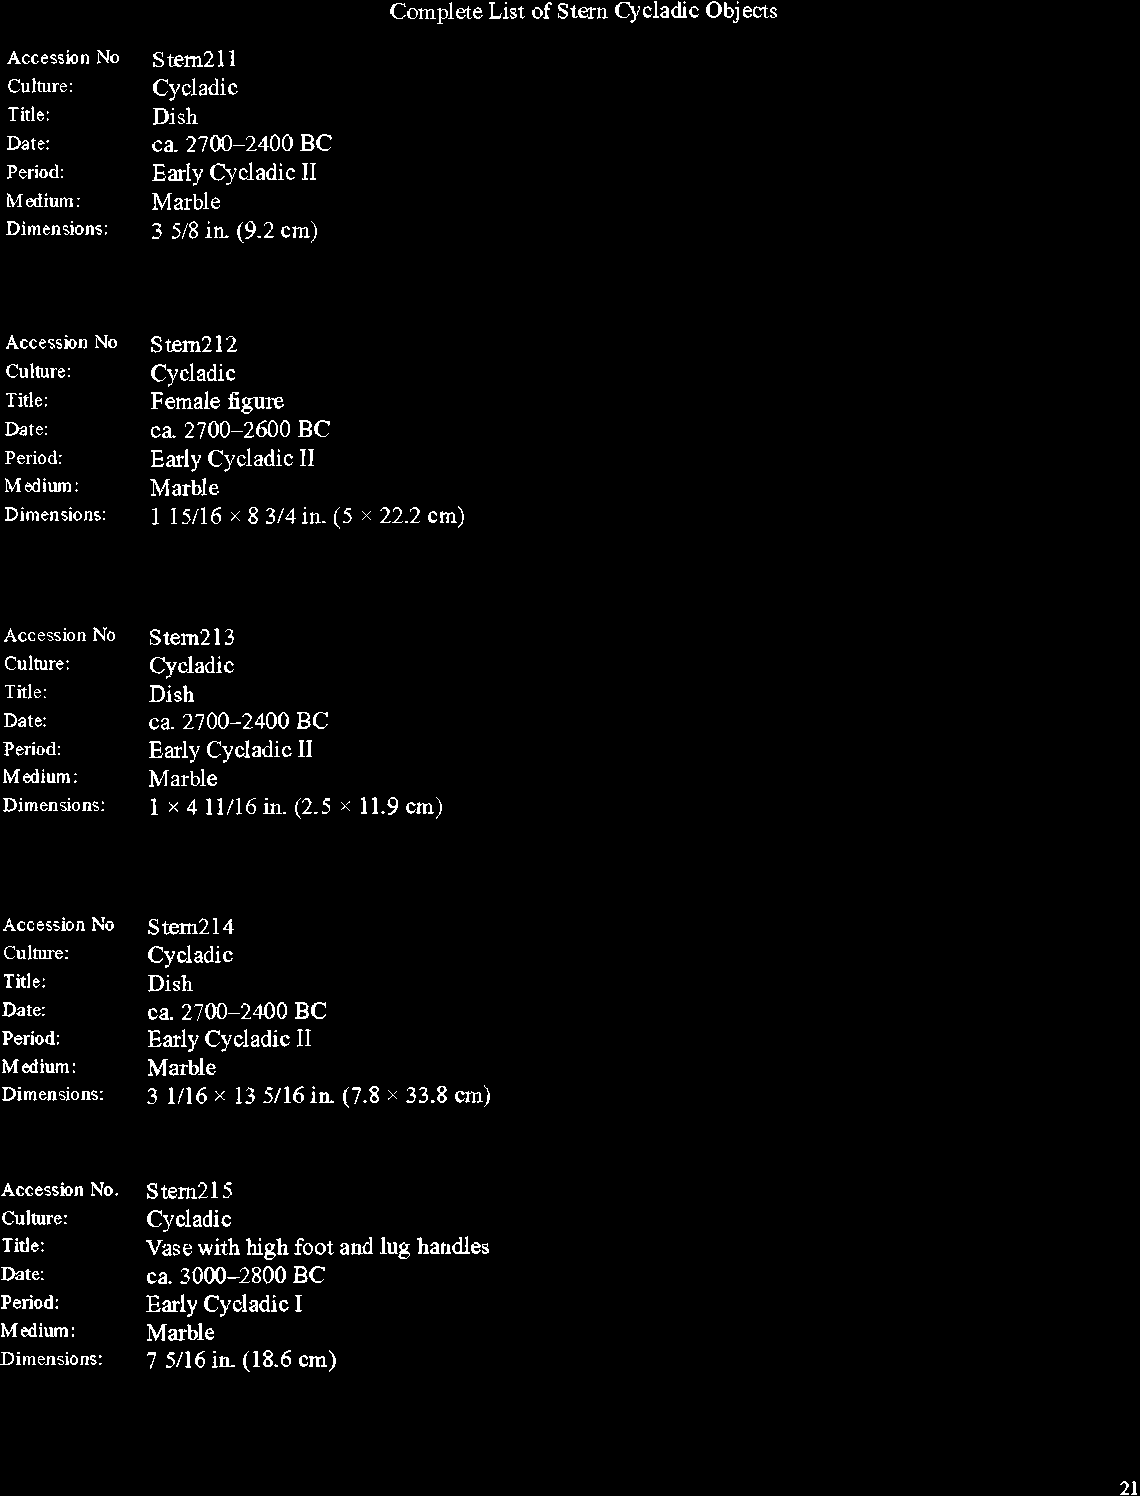 Complete List of Stern Cycladic Objects
Accession No Stern211
Culture: Cycladic
Title: Dish
Date: ca. 2700–2400 BC
Period: Early Cycladic II
Medium: Marble
Dimensions: 3 5/8 in. (9.2 cm)
Accession No Stern212
Culture: Cycladic
Title: Female figure
Date: ca. 2700–2600 BC
Period: Early Cycladic II
Medium: Marble
Dimensions: 1 15/16 × 8 3/4 in. (5 × 22.2 cm)
Accession No Stern213
Culture: Cycladic
Title: Dish
Date: ca. 2700–2400 BC
Period: Early Cycladic II
Medium: Marble
Dimensions: 1 × 4 11/16 in. (2.5 × 11.9 cm)
Accession No Stern214
Culture: Cycladic
Title: Dish
Date: ca. 2700–2400 BC
Period: Early Cycladic II
Medium: Marble
Dimensions: 3 1/16 × 13 5/16 in. (7.8 × 33.8 cm)
Accession No. Stern215
Culture: Cycladic
Title: Vase with high foot and lug handles
Date: ca. 3000–2800 BC
Period: Early Cycladic I
Medium: Marble
Dimensions: 7 5/16 in. (18.6 cm)
21